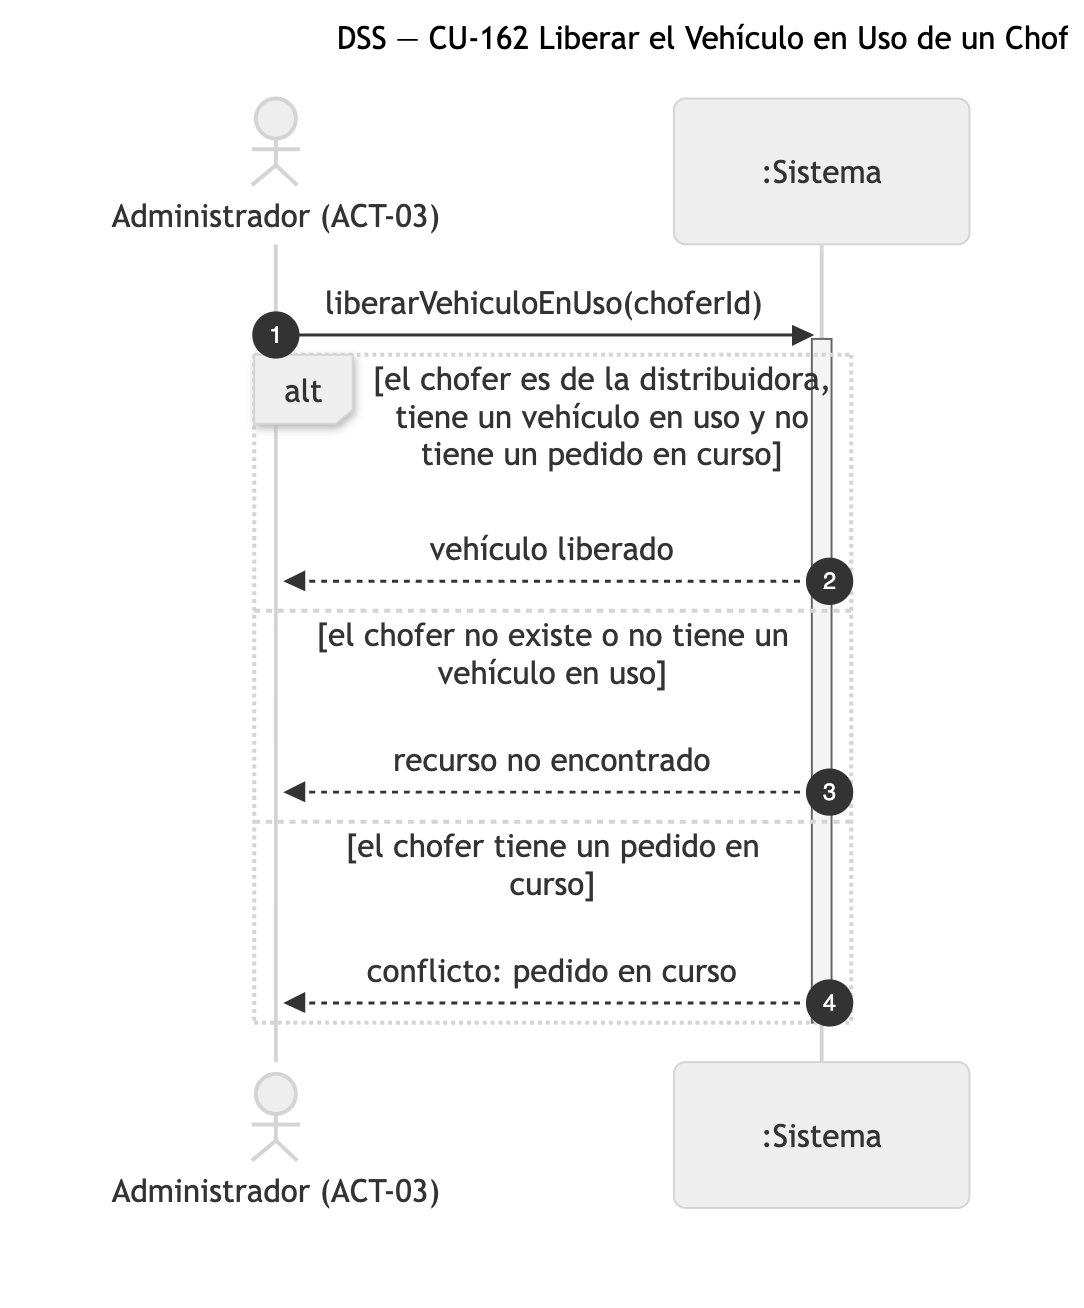 DSS — CU-162 Liberar el Vehículo en Uso de un Chof
Administrador (ACT-03)
:Sistema
liberarVehiculoEnUso(choferId)
1
alt
[el chofer es de la distribuidora,
tiene un vehículo en uso y no
tiene un pedido en curso]
vehículo liberado
2
[el chofer no existe o no tiene un
vehículo en uso]
recurso no encontrado
3
[el chofer tiene un pedido en
curso]
conflicto: pedido en curso
4
:Sistema
Administrador (ACT-03)